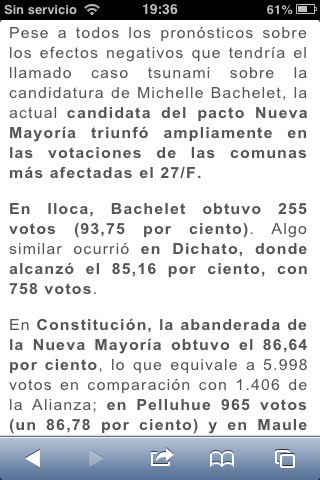 Sin servicio 19:36 61%
Pese a todos los pronósticos sobre
los efectos negativos que tendría el
llamado caso tsunami sobre la
candidatura de Michelle Bachelet, la
actual candidata del pacto Nueva
Mayoría triunfó ampliamente en
las votaciones de las comunas
más afectadas el 27/F.
En Iloca, Bachelet obtuvo 255
votos (93,75 por ciento). Algo
similar ocurrió en Dichato, donde
alcanzó el 85,16 por ciento, con
758 votos.
En Constitución, la abanderada de
la Nueva Mayoría obtuvo el 86,64
por ciento, lo que equivale a 5.998
votos en comparación con 1.406 de
la Alianza; en Pelluhue 965 votos
(un 86,78 por ciento) y en Maule